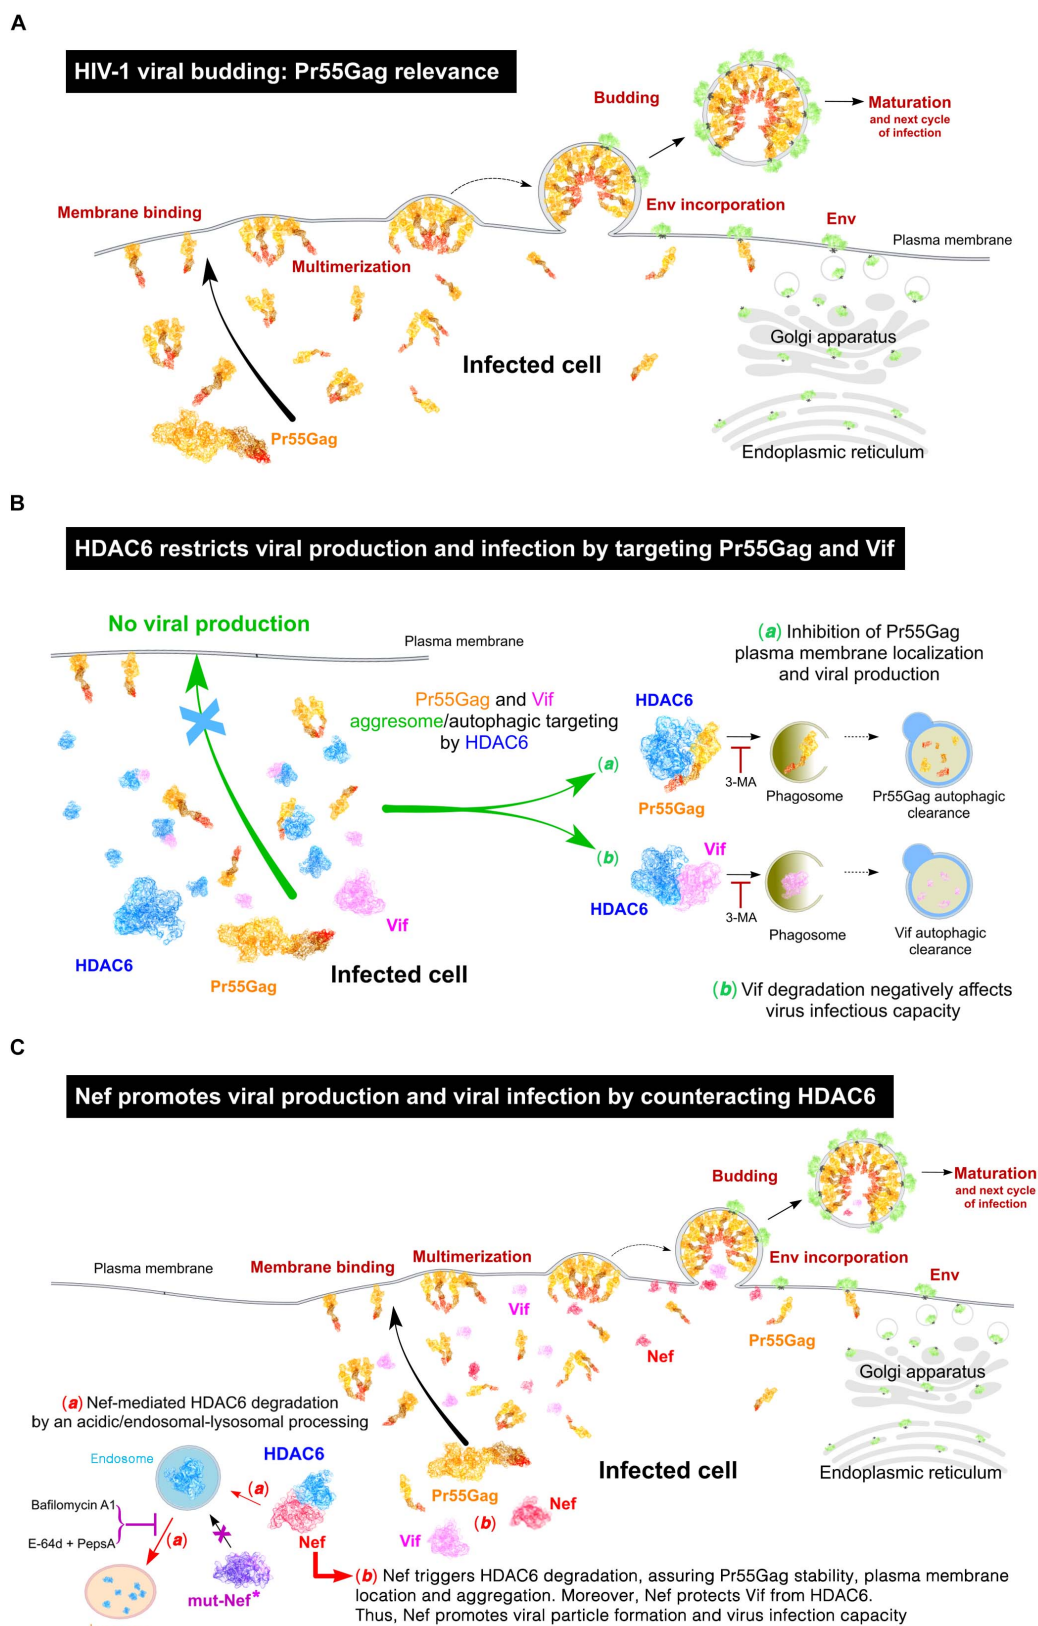 A
HIV-1 viral budding: Pr55Gag relevance
Budding
Maturation
and next cycle
of infection
Membrane binding
Env incorporation
Env
Plasma membrane
Multimerization
Golgi apparatus
Infected cell
Pr55Gag
Endoplasmic reticulum
B
HDAC6 restricts viral production and infection by targeting Pr55Gag and Vif
No viral production
Plasma membrane
(a) Inhibition of Pr55Gag
plasma membrane localization
and viral production
Pr55Gag and Vif
aggresome/autophagic targeting
by HDAC6
HDAC6
(a)
3-MA
Phagosome
Pr55Gag autophagic
clearance
Pr55Gag
(b)
Vif
HDAC6
3-MA
Phagosome
Vif autophagic
clearance
Vif
HDAC6
Pr55Gag
Infected cell
(b) Vif degradation negatively affects
virus infectious capacity
C
Nef promotes viral production and viral infection by counteracting HDAC6
Budding
Maturation
and next cycle
of infection
Plasma membrane
Membrane binding
Multimerization
Env incorporation
Env
Vif
Nef
Pr55Gag
Golgi apparatus
(a) Nef-mediated HDAC6 degradation
by an acidic/endosomal-lysosomal processing
Endosome
HDAC6
Infected cell
Endoplasmic reticulum
(a)
Pr55Gag
Nef
Bafilomycin A1
E-64d + PepsA
(a)
Nef
(b)
Vif
mut-Nef*
(b) Nef triggers HDAC6 degradation, assuring Pr55Gag stability, plasma membrane
location and aggregation. Moreover, Nef protects Vif from HDAC6.
Thus, Nef promotes viral particle formation and virus infection capacity